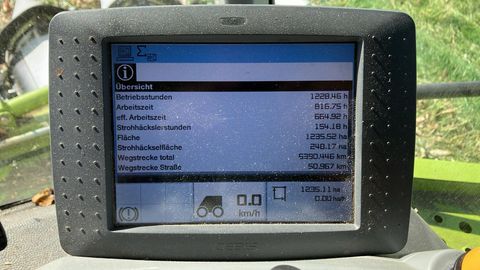 Übersicht
Betriebsstunden 1228.46 h
Arbeitszeit 816.75 h
eff. Arbeitszeit 664.92 h
Strohhäckslerstunden 154.18 h
Fläche 1235.52 ha
Strohhäckselfläche 248.17 ha
Wegstrecke total 5390.446 km
Wegstrecke Straße 50.967 km
0.0 km/h
1235.11 ha
0.00 ha/h
CEBIS